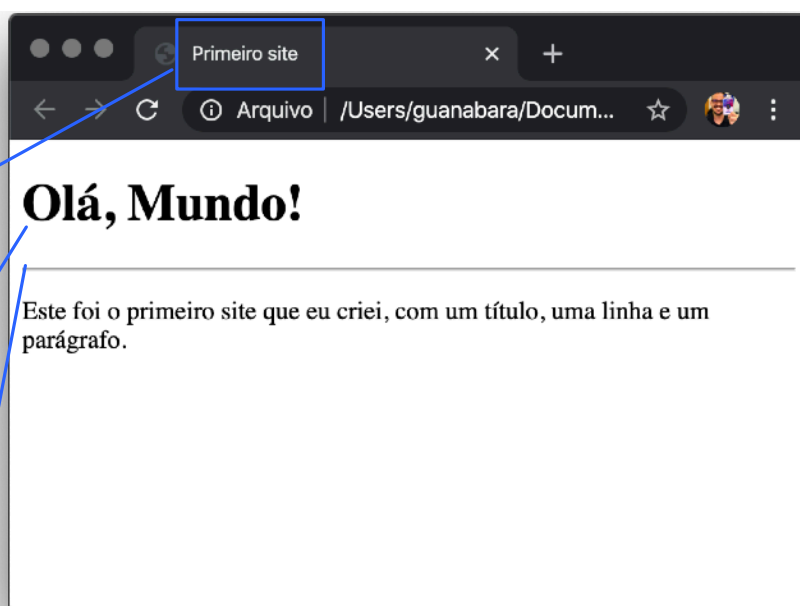 Primeiro site
Arquivo /Users/guanabara/Docum...
Olá, Mundo!
Este foi o primeiro site que eu criei, com um título, uma linha e um
parágrafo.